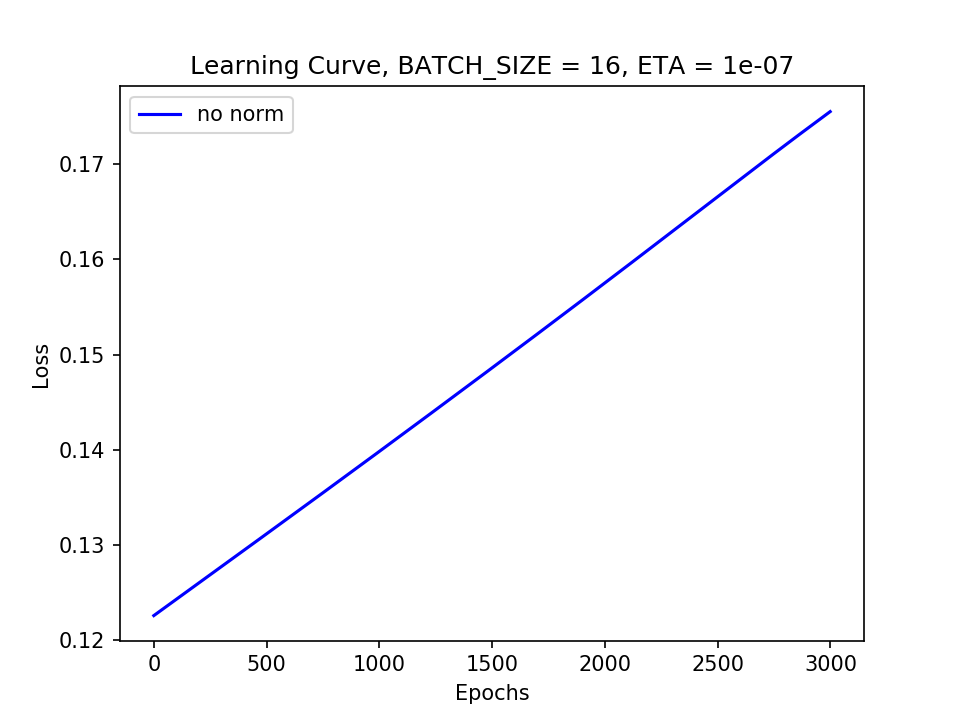 Learning Curve, BATCH_SIZE = 16, ETA = 1e-07
no norm
0.17
0.16
0.15
0.14
0.13
0.12
Loss
0 500 1000 1500 2000 2500 3000
Epochs